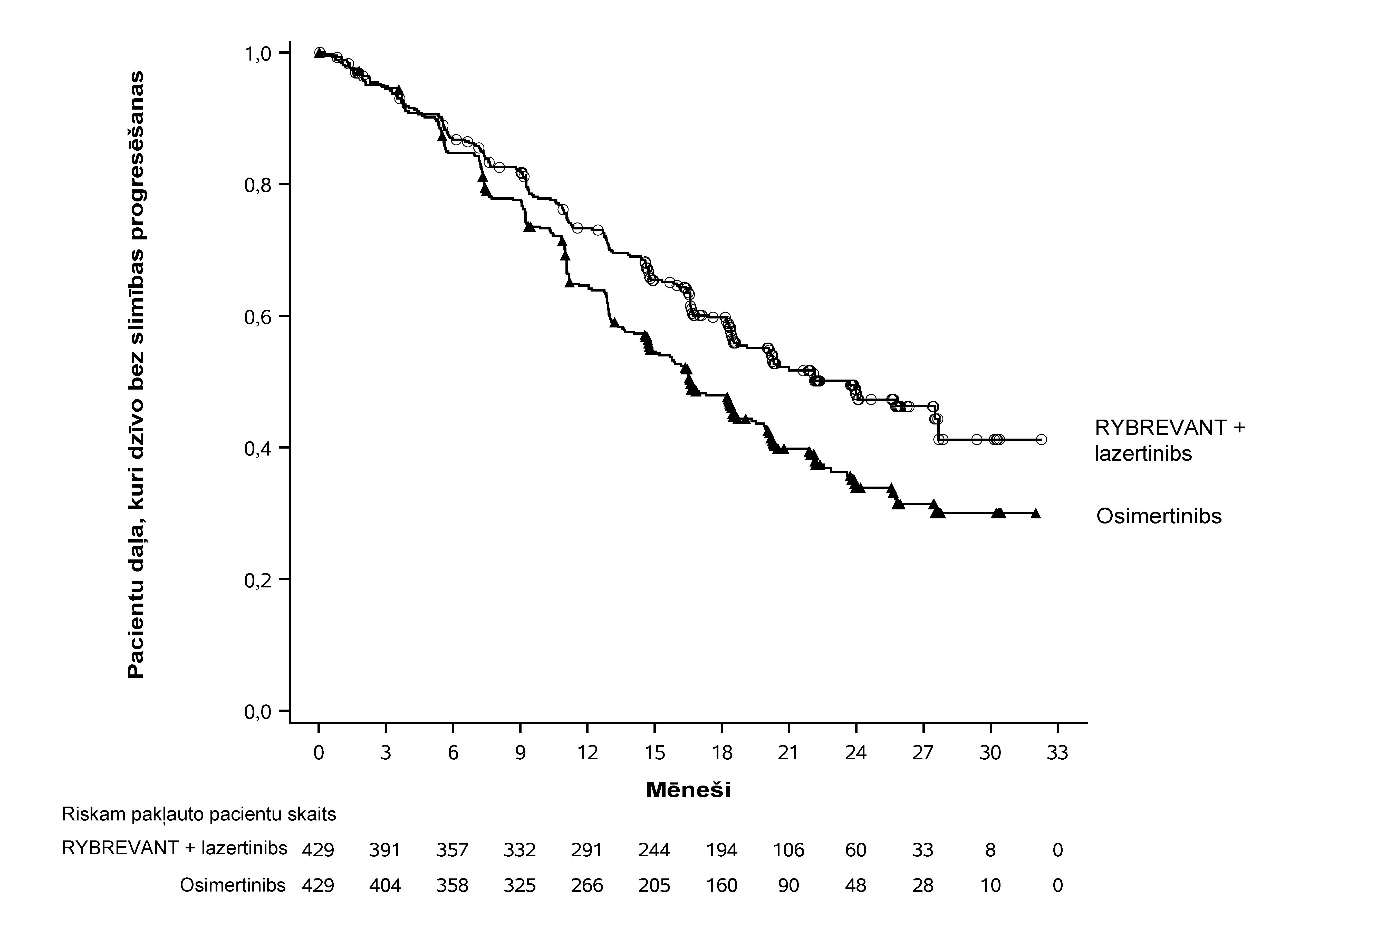 Pacientu daļa, kuri dzīvo bez slimības progresēšanas
1,0
0,8
0,6
0,4
0,2
0,0
RYBREVANT +
lazertinibs
Osimertinibs
0 3 6 9 12 15 18 21 24 27 30 33
Mēneši
Riskam pakļauto pacientu skaits
RYBREVANT + lazertinibs 429 391 357 332 291 244 194 106 60 33 8 0
Osimertinibs 429 404 358 325 266 205 160 90 48 28 10 0